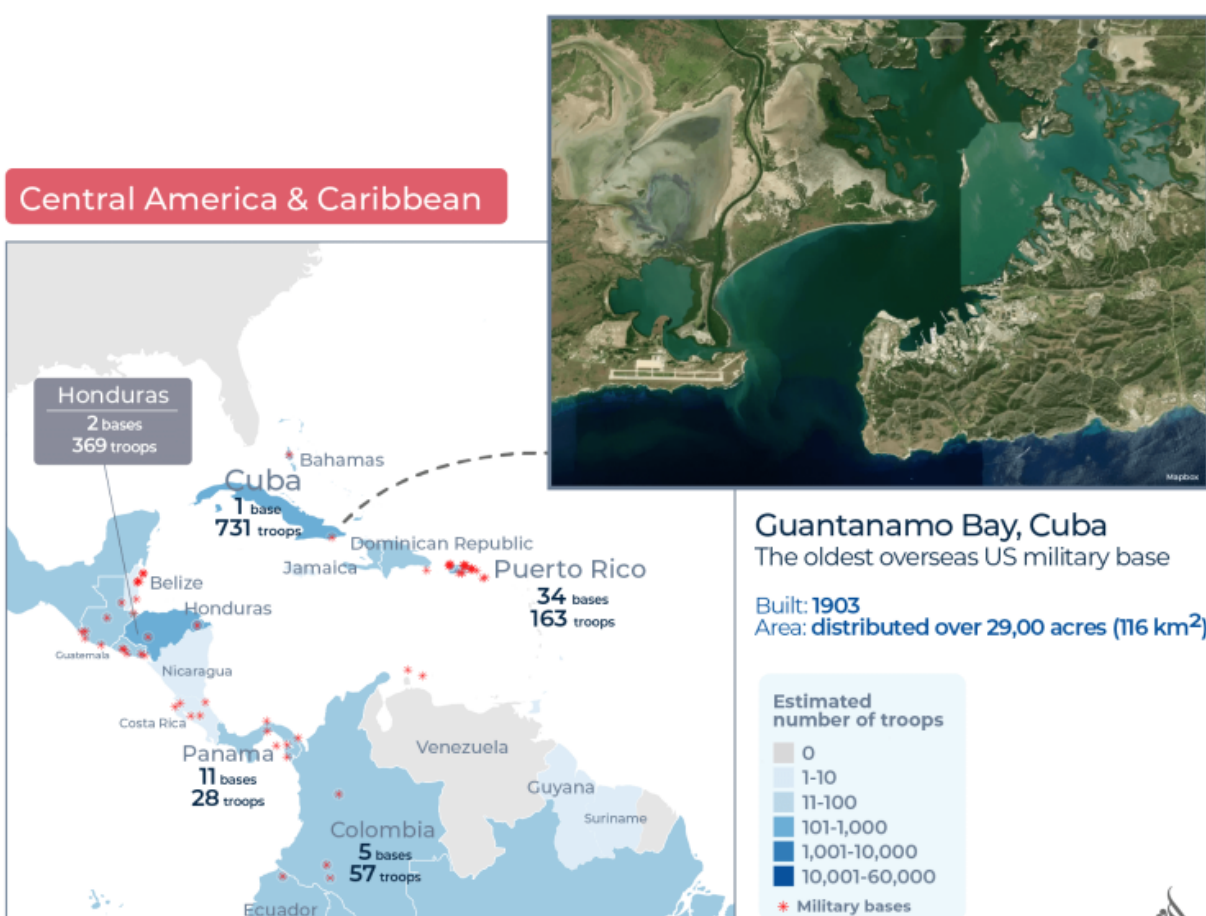 Central America & Caribbean
Mapbox
Honduras
2 bases
369 troops
Bahamas
Cuba
1 base
731 troops
Dominican Republic
Jamaica
Puerto Rico
34 bases
163 troops
Belize
Honduras
Guatemala
Nicaragua
Costa Rica
Panama
11 bases
28 troops
Venezuela
Guyana
Suriname
Colombia
5 bases
57 troops
Ecuador
Guantanamo Bay, Cuba
The oldest overseas US military base
Built: 1903
Area: distributed over 29,00 acres (116 km²)
Estimated
number of troops
0
1-10
11-100
101-1,000
1,001-10,000
10,001-60,000
Military bases